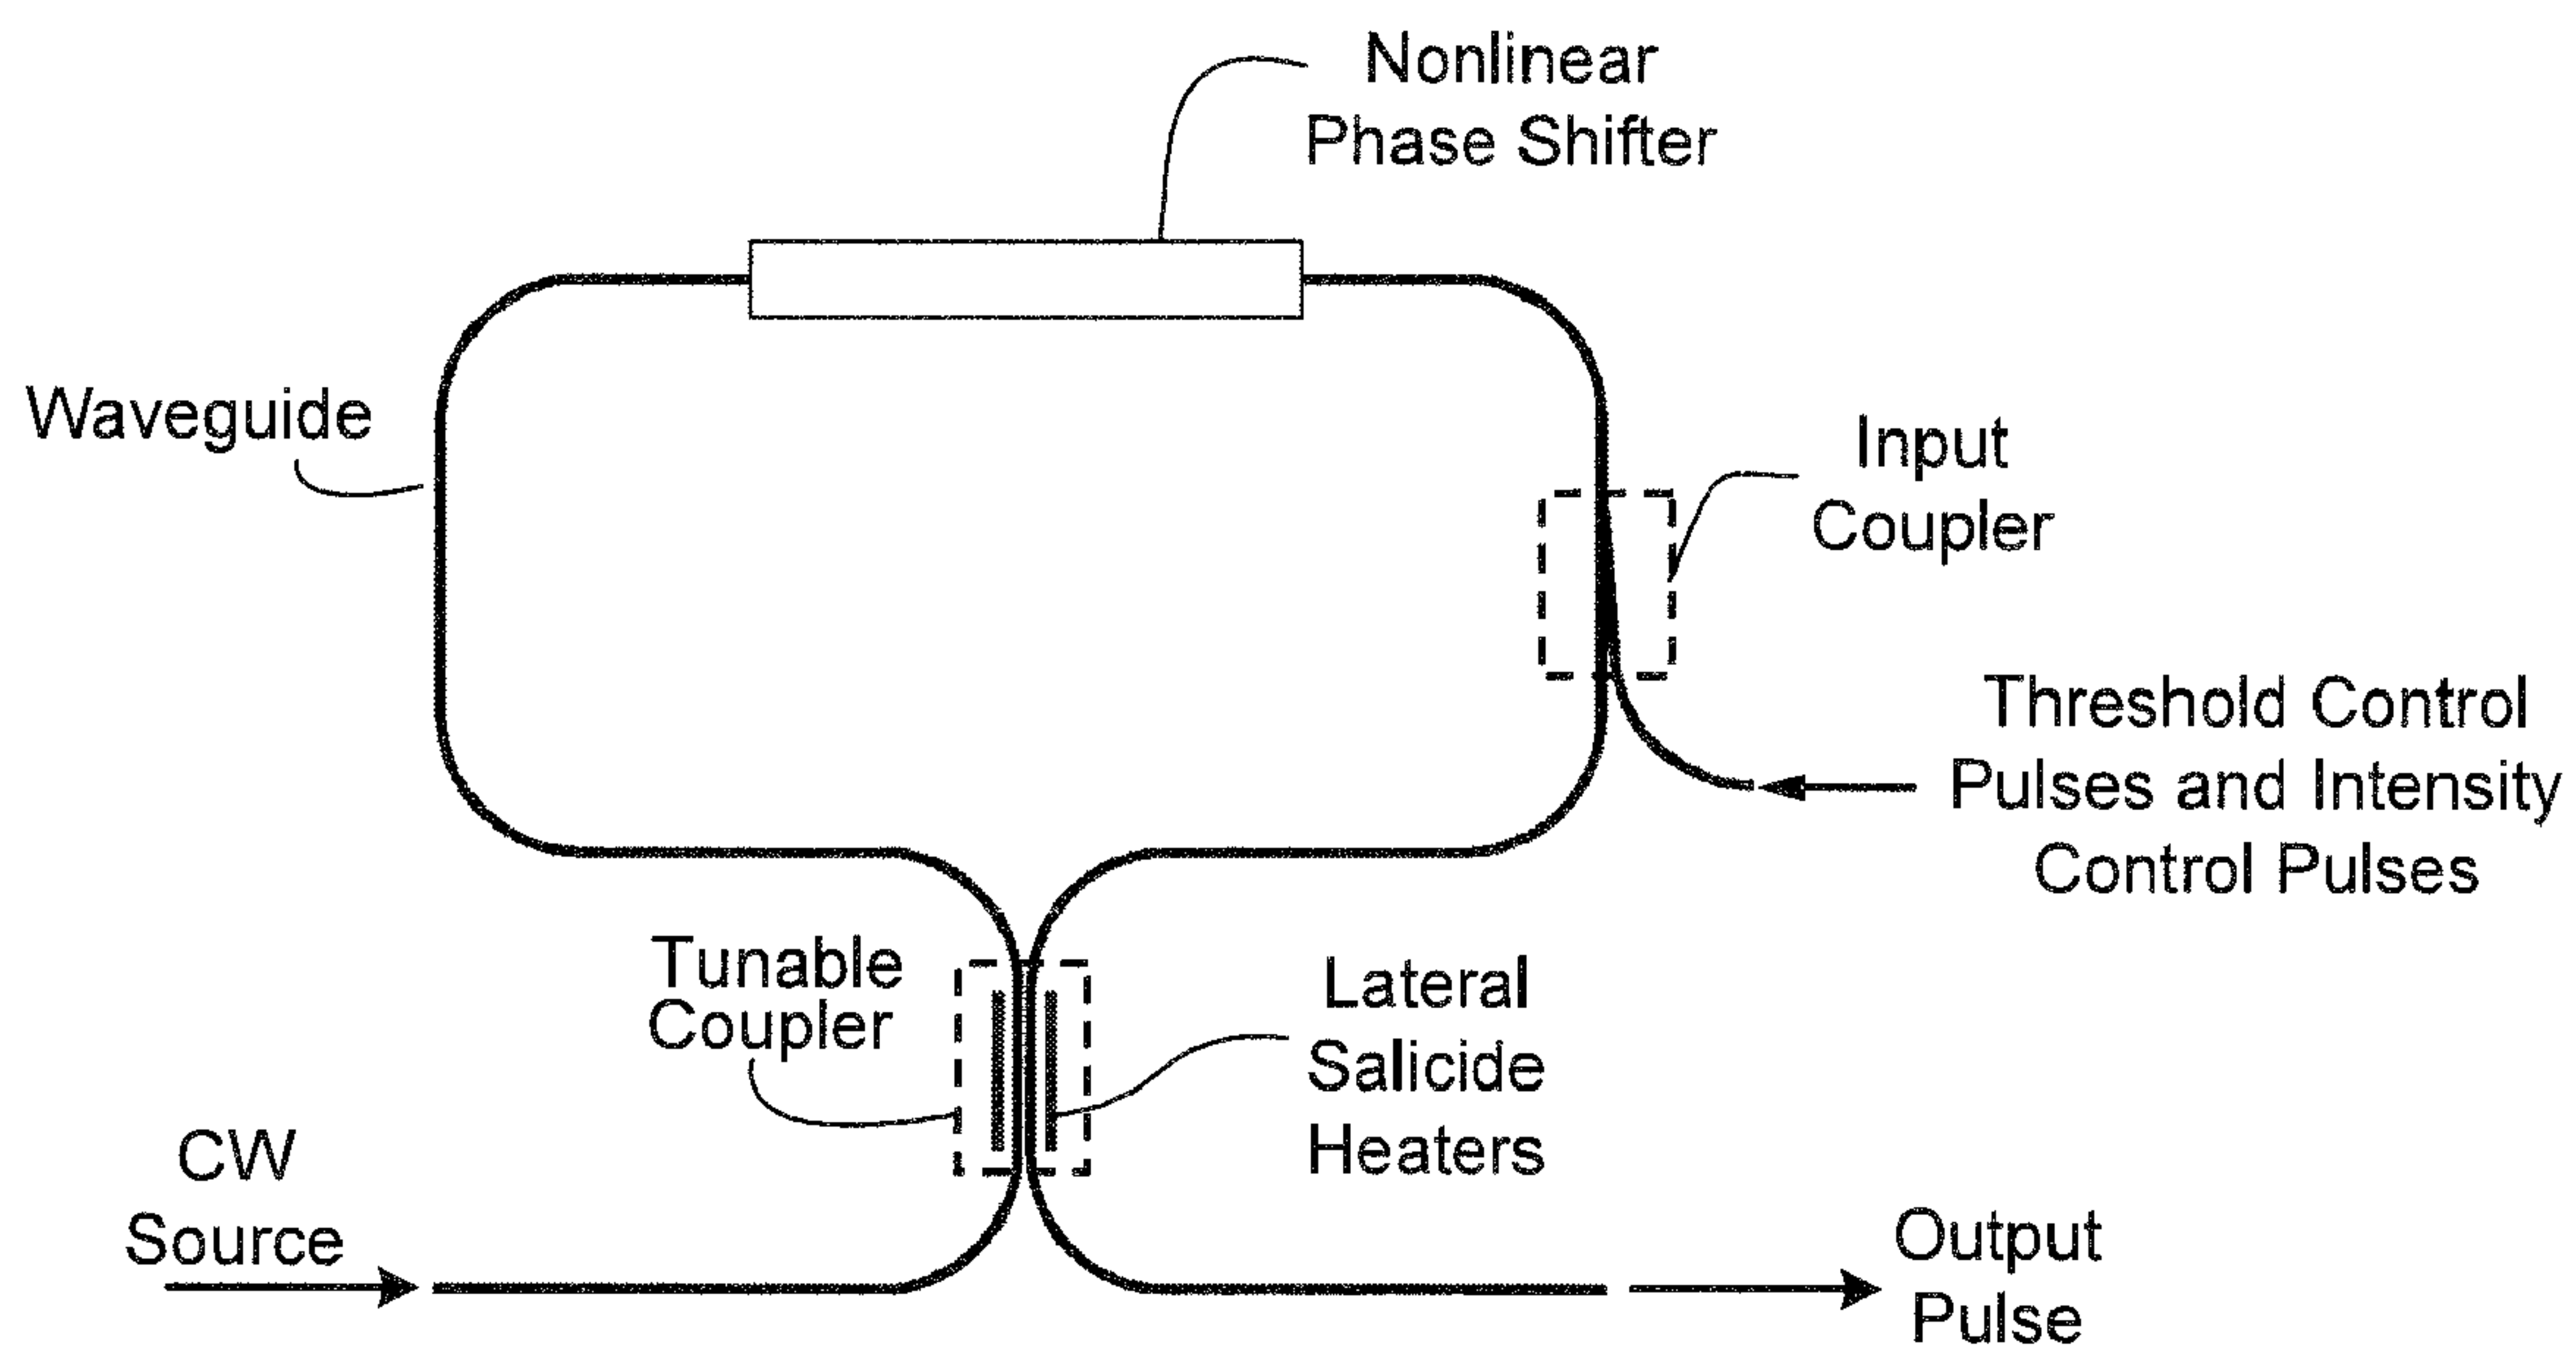 Nonlinear
Phase Shifter
Waveguide
Input
Coupler
Threshold Control
Pulses and Intensity
Control Pulses
Tunable
Coupler
Lateral
Salicide
Heaters
CW
Source
Output
Pulse